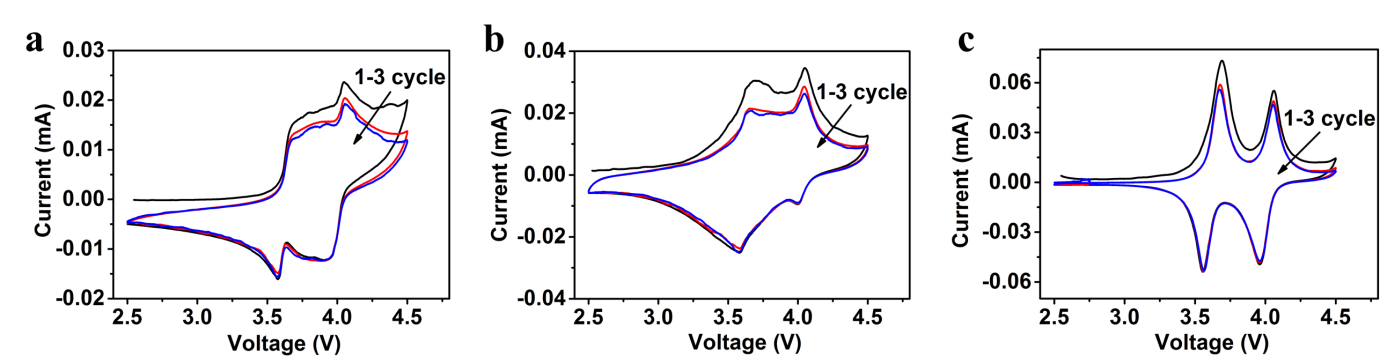 a
0.03
0.02
0.01
0.00
-0.01
-0.02
2.5 3.0 3.5 4.0 4.5
Current (mA)
Voltage (V)
1-3 cycle
b
0.04
0.02
0.00
-0.02
-0.04
2.5 3.0 3.5 4.0 4.5
Current (mA)
Voltage (V)
1-3 cycle
c
0.06
0.03
0.00
-0.03
-0.06
2.5 3.0 3.5 4.0 4.5
Current (mA)
Voltage (V)
1-3 cycle